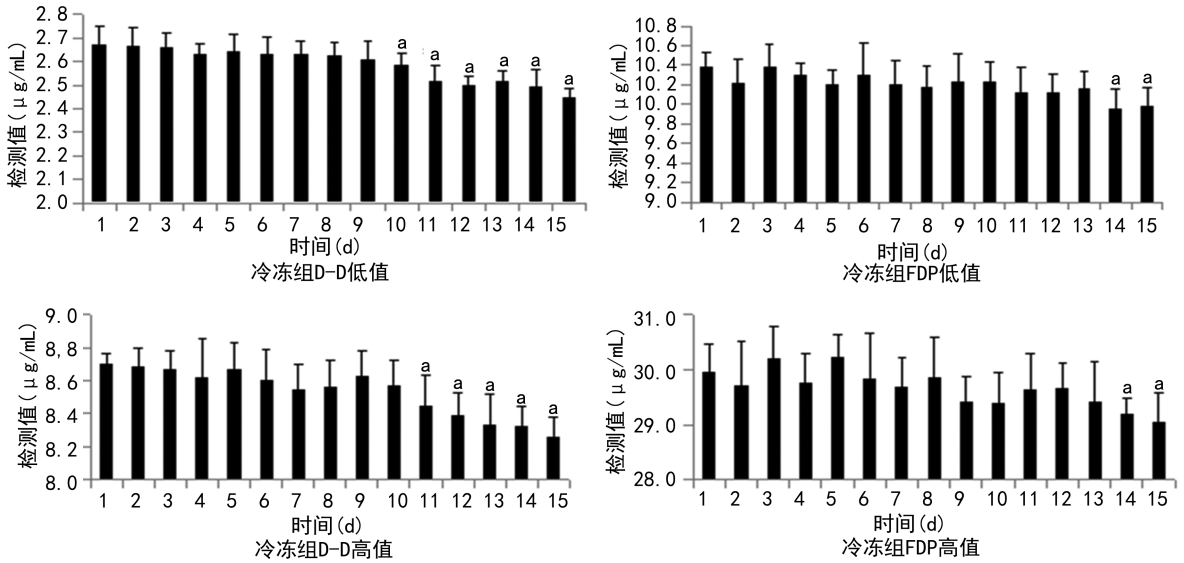 2.8
2.7
2.6
2.5
2.4
2.3
2.2
2.1
2.0
检测值(μg/mL)
a a a a a a
1 2 3 4 5 6 7 8 9 10 11 12 13 14 15
时间(d)
冷冻组D-D低值
10.8
10.6
10.4
10.2
10.0
9.8
9.6
9.4
9.2
9.0
检测值(μg/mL)
a a
1 2 3 4 5 6 7 8 9 10 11 12 13 14 15
时间(d)
冷冻组FDP低值
9.0
8.8
8.6
8.4
8.2
8.0
检测值(μg/mL)
a a a a a
1 2 3 4 5 6 7 8 9 10 11 12 13 14 15
时间(d)
冷冻组D-D高值
31.0
30.0
29.0
28.0
检测值(μg/mL)
a a
1 2 3 4 5 6 7 8 9 10 11 12 13 14 15
时间(d)
冷冻组FDP高值